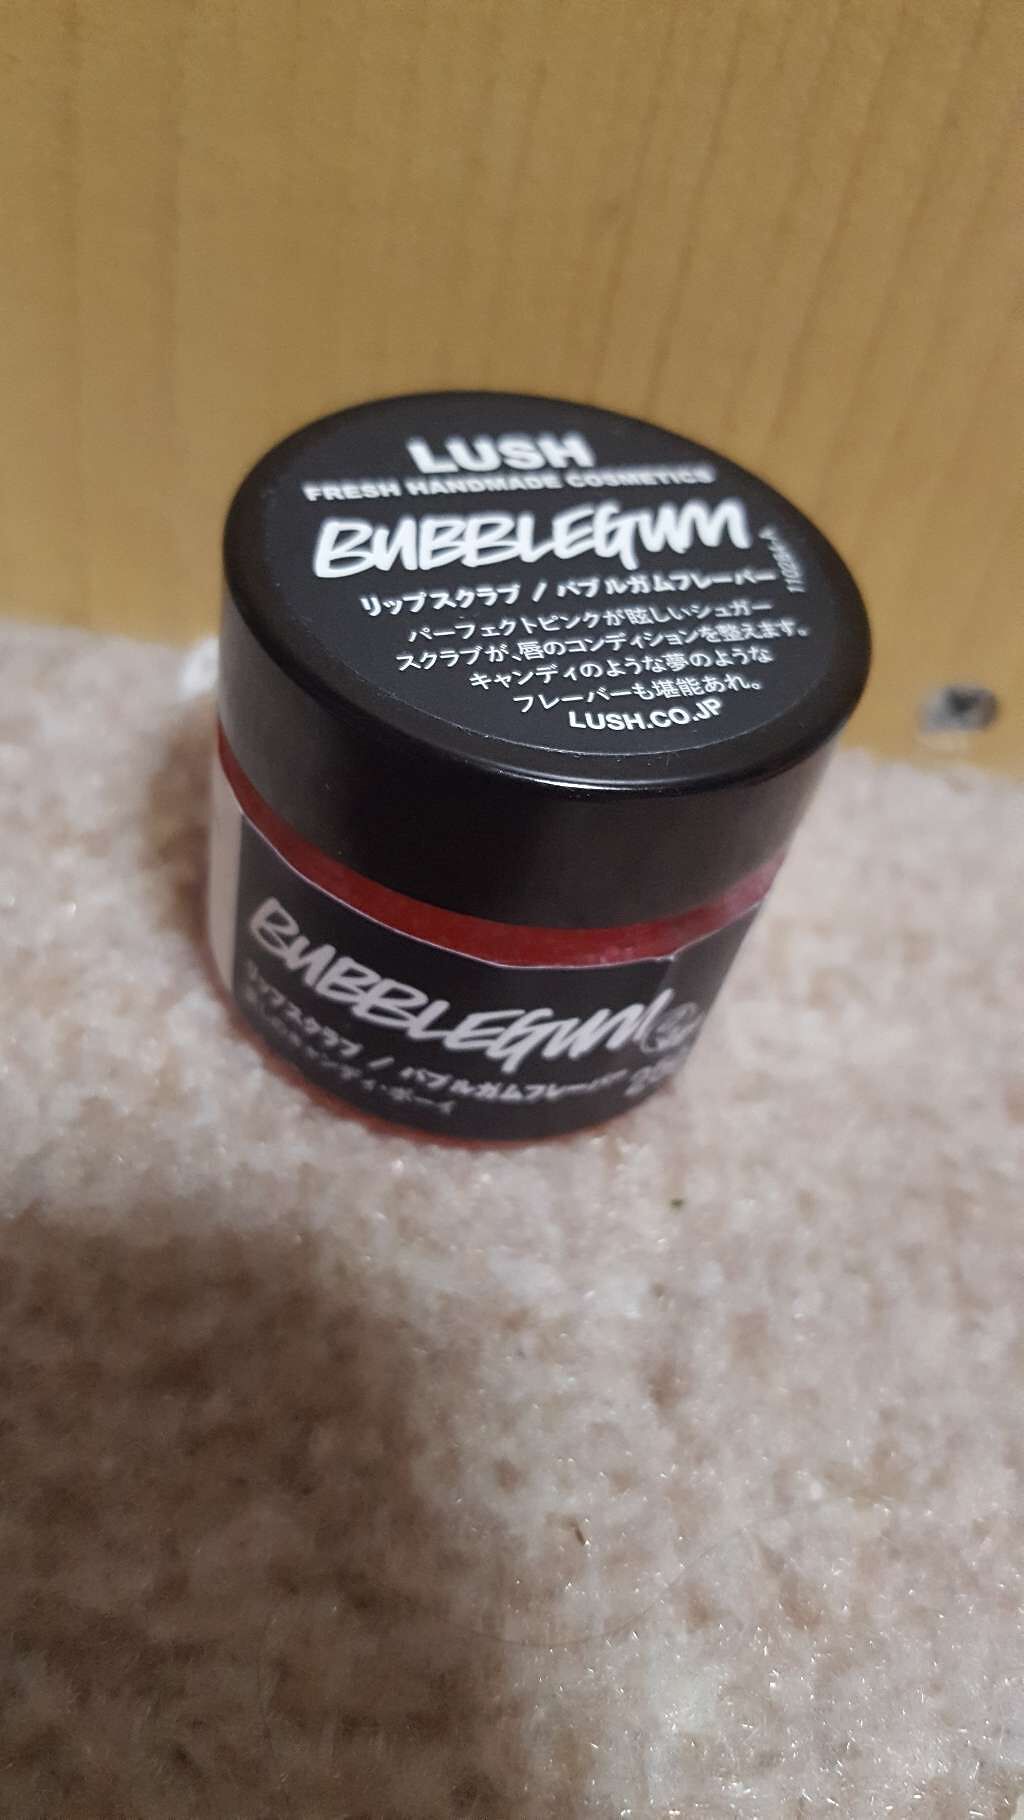 LUSH
FRESH HANDMADE COSMETICS
BUBBLEGUM
リップスクラブ / バブルガムフレーバー
パーフェクトピンクが眩しいシュガー
スクラブが、唇のコンディションを整えます。
キャンディのような夢のような
フレーバーも堪能あれ。
LUSH.CO.JP
BUBBLEGUM
リップスクラブ / バブルガムフレーバー